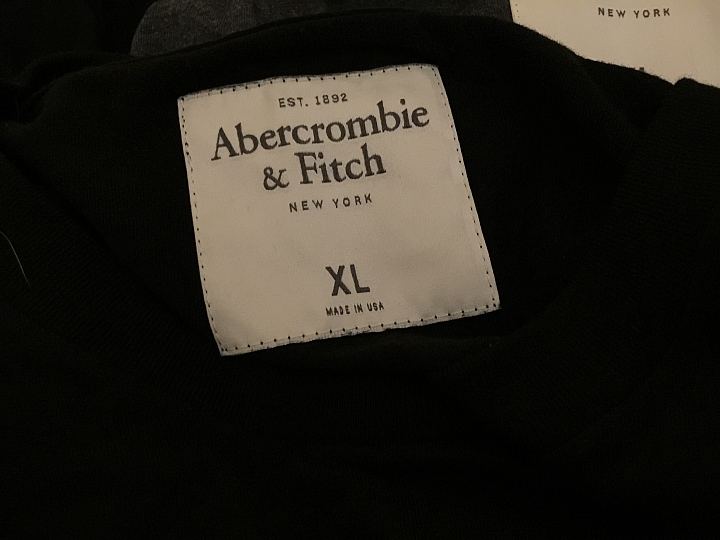 NEW YORK
EST. 1892
Abercrombie
& Fitch
NEW YORK
XL
MADE IN USA